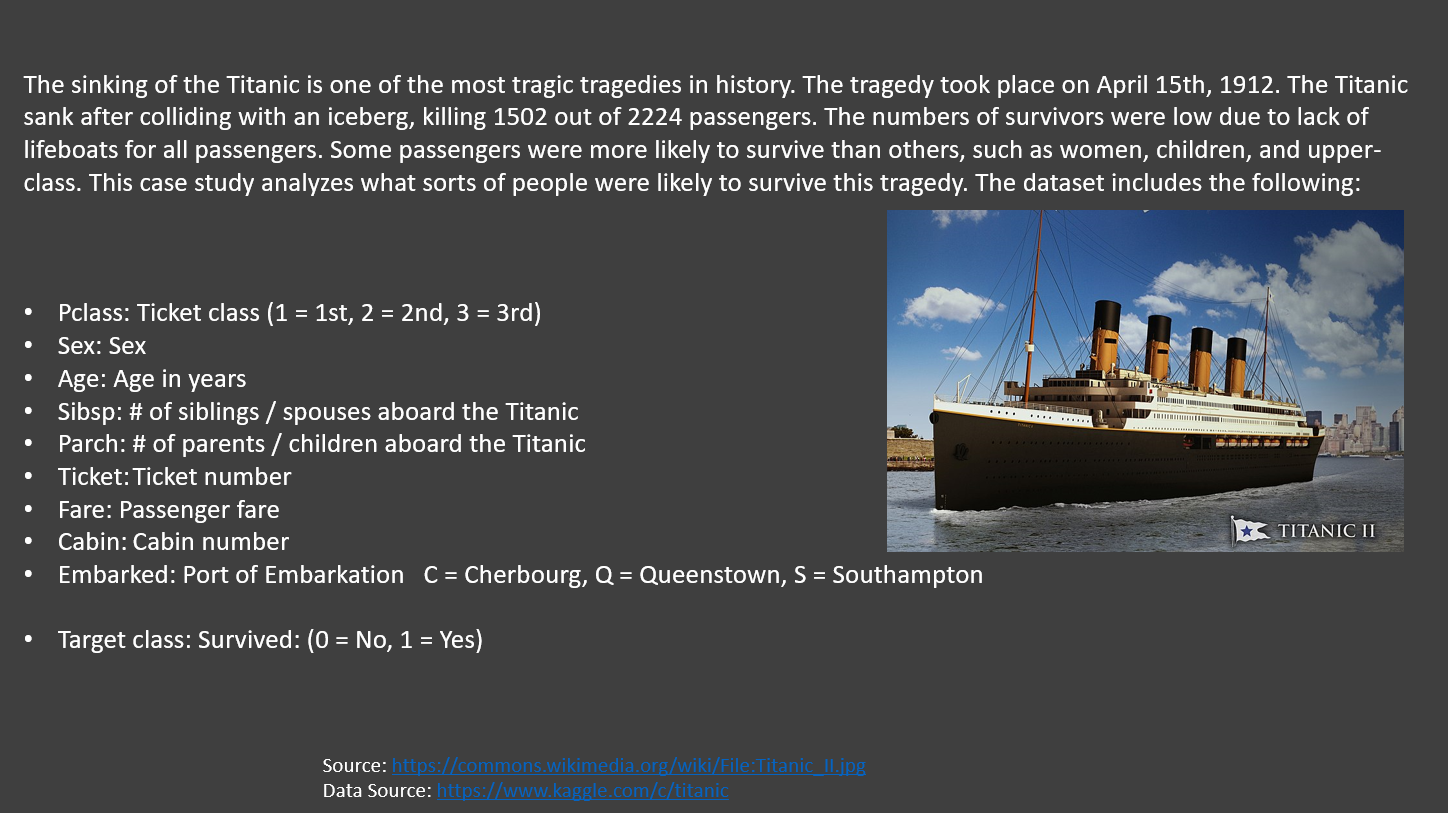 The sinking of the Titanic is one of the most tragic tragedies in history. The tragedy took place on April 15th, 1912. The Titanic
sank after colliding with an iceberg, killing 1502 out of 2224 passengers. The numbers of survivors were low due to lack of
lifeboats for all passengers. Some passengers were more likely to survive than others, such as women, children, and upper-
class. This case study analyzes what sorts of people were likely to survive this tragedy. The dataset includes the following:
• Pclass: Ticket class (1 = 1st, 2 = 2nd, 3 = 3rd)
• Sex: Sex
• Age: Age in years
• Sibsp: # of siblings / spouses aboard the Titanic
• Parch: # of parents / children aboard the Titanic
• Ticket: Ticket number
• Fare: Passenger fare
• Cabin: Cabin number
• Embarked: Port of Embarkation   C = Cherbourg, Q = Queenstown, S = Southampton
• Target class: Survived: (0 = No, 1 = Yes)
TITANIC II
Source: https://commons.wikimedia.org/wiki/File:Titanic_II.jpg
Data Source: https://www.kaggle.com/c/titanic